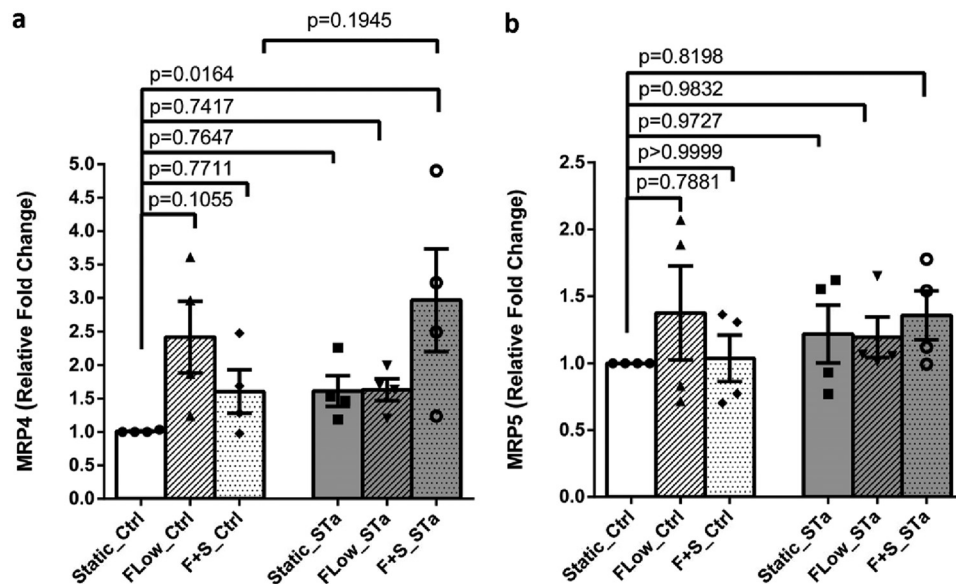 a
p=0.1945
p=0.0164
p=0.7417
p=0.7647
p=0.7711
p=0.1055
MRP4 (Relative Fold Change)
5.0
4.5
4.0
3.5
3.0
2.5
2.0
1.5
1.0
0.5
0.0
Static_Ctrl
FLow_Ctrl
F+S_Ctrl
Static_STa
FLow_STa
F+S_STa
b
p=0.8198
p=0.9832
p=0.9727
p>0.9999
p=0.7881
MRP5 (Relative Fold Change)
2.5
2.0
1.5
1.0
0.5
0.0
Static_Ctrl
FLow_Ctrl
F+S_Ctrl
Static_STa
FLow_STa
F+S_STa